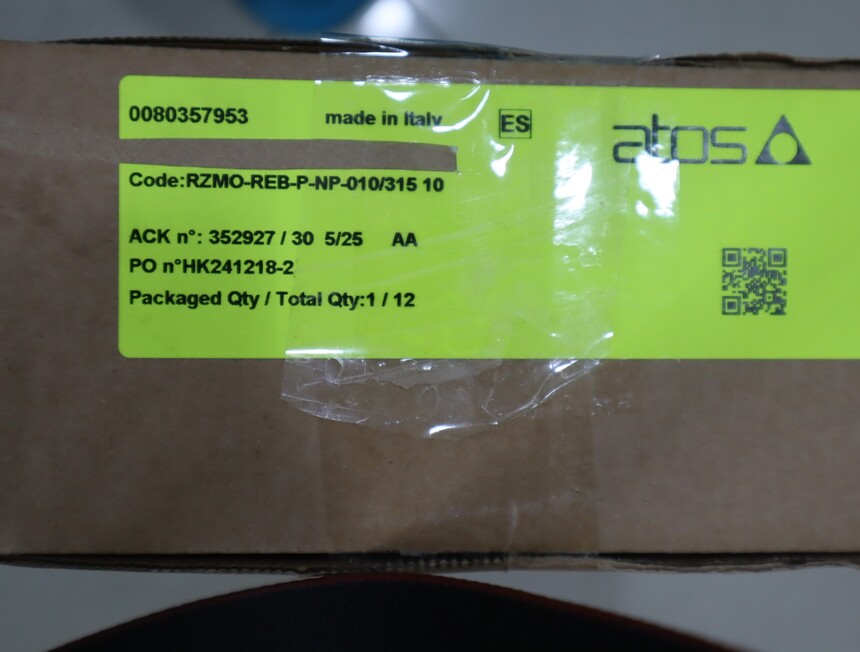 0080357953 made in Italy ES atos
Code:RZMO-REB-P-NP-010/315 10
ACK n°: 352927 / 30 5/25 AA
PO n°HK241218-2
Packaged Qty / Total Qty:1 / 12